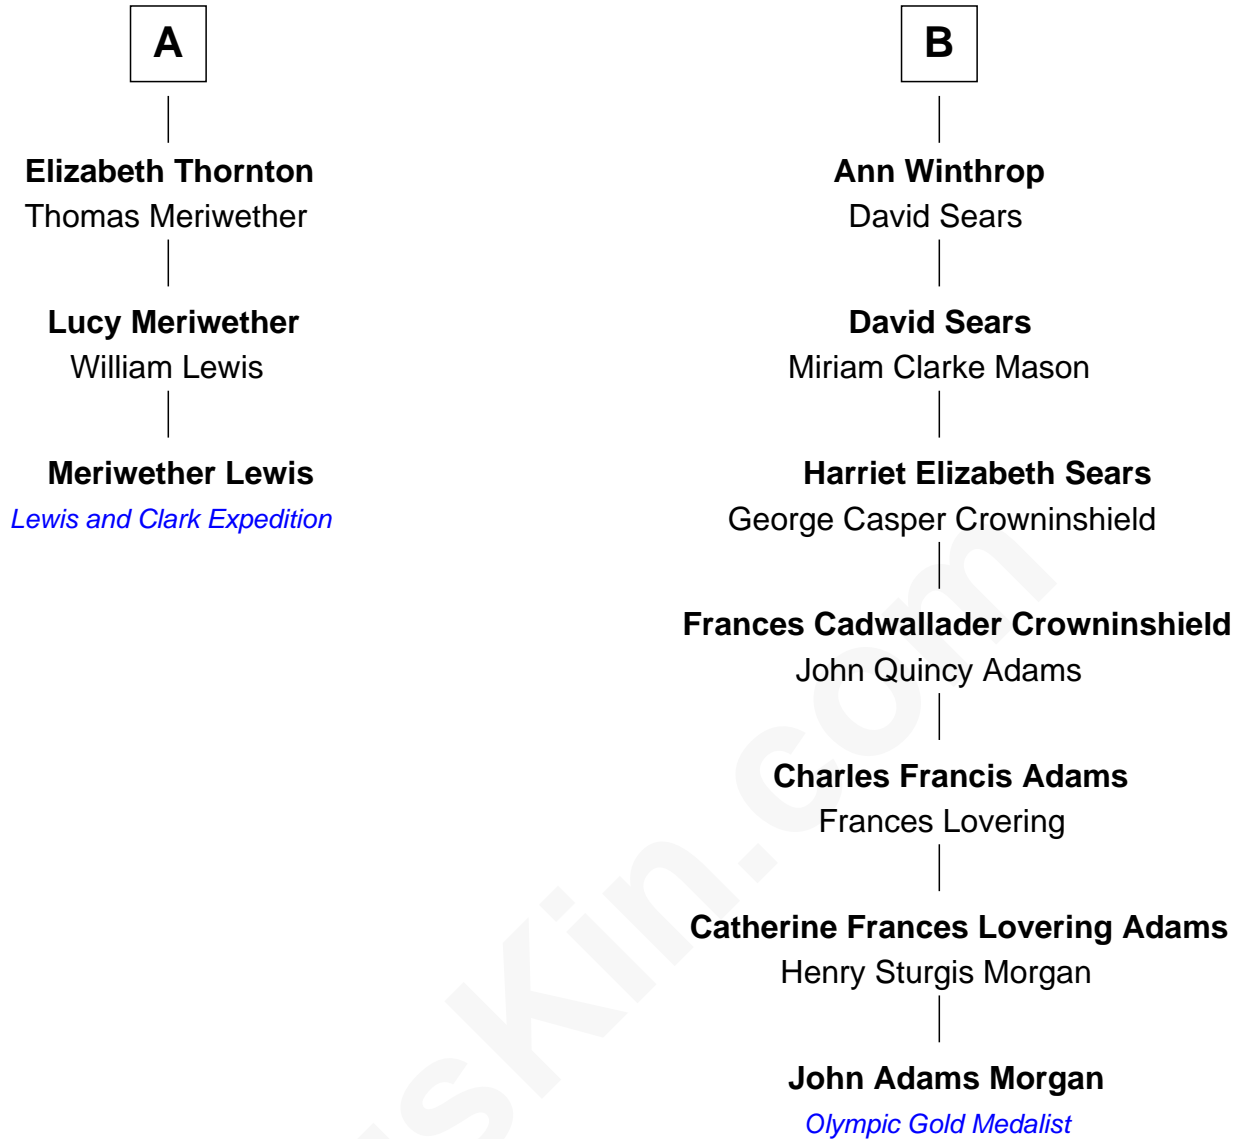 A
Elizabeth Thornton
Thomas Meriwether
Lucy Meriwether
William Lewis
Meriwether Lewis
Lewis and Clark Expedition
B
Ann Winthrop
David Sears
David Sears
Miriam Clarke Mason
Harriet Elizabeth Sears
George Casper Crowninshield
Frances Cadwallader Crowninshield
John Quincy Adams
Charles Francis Adams
Frances Lovering
Catherine Frances Lovering Adams
Henry Sturgis Morgan
John Adams Morgan
Olympic Gold Medalist
sKin.com